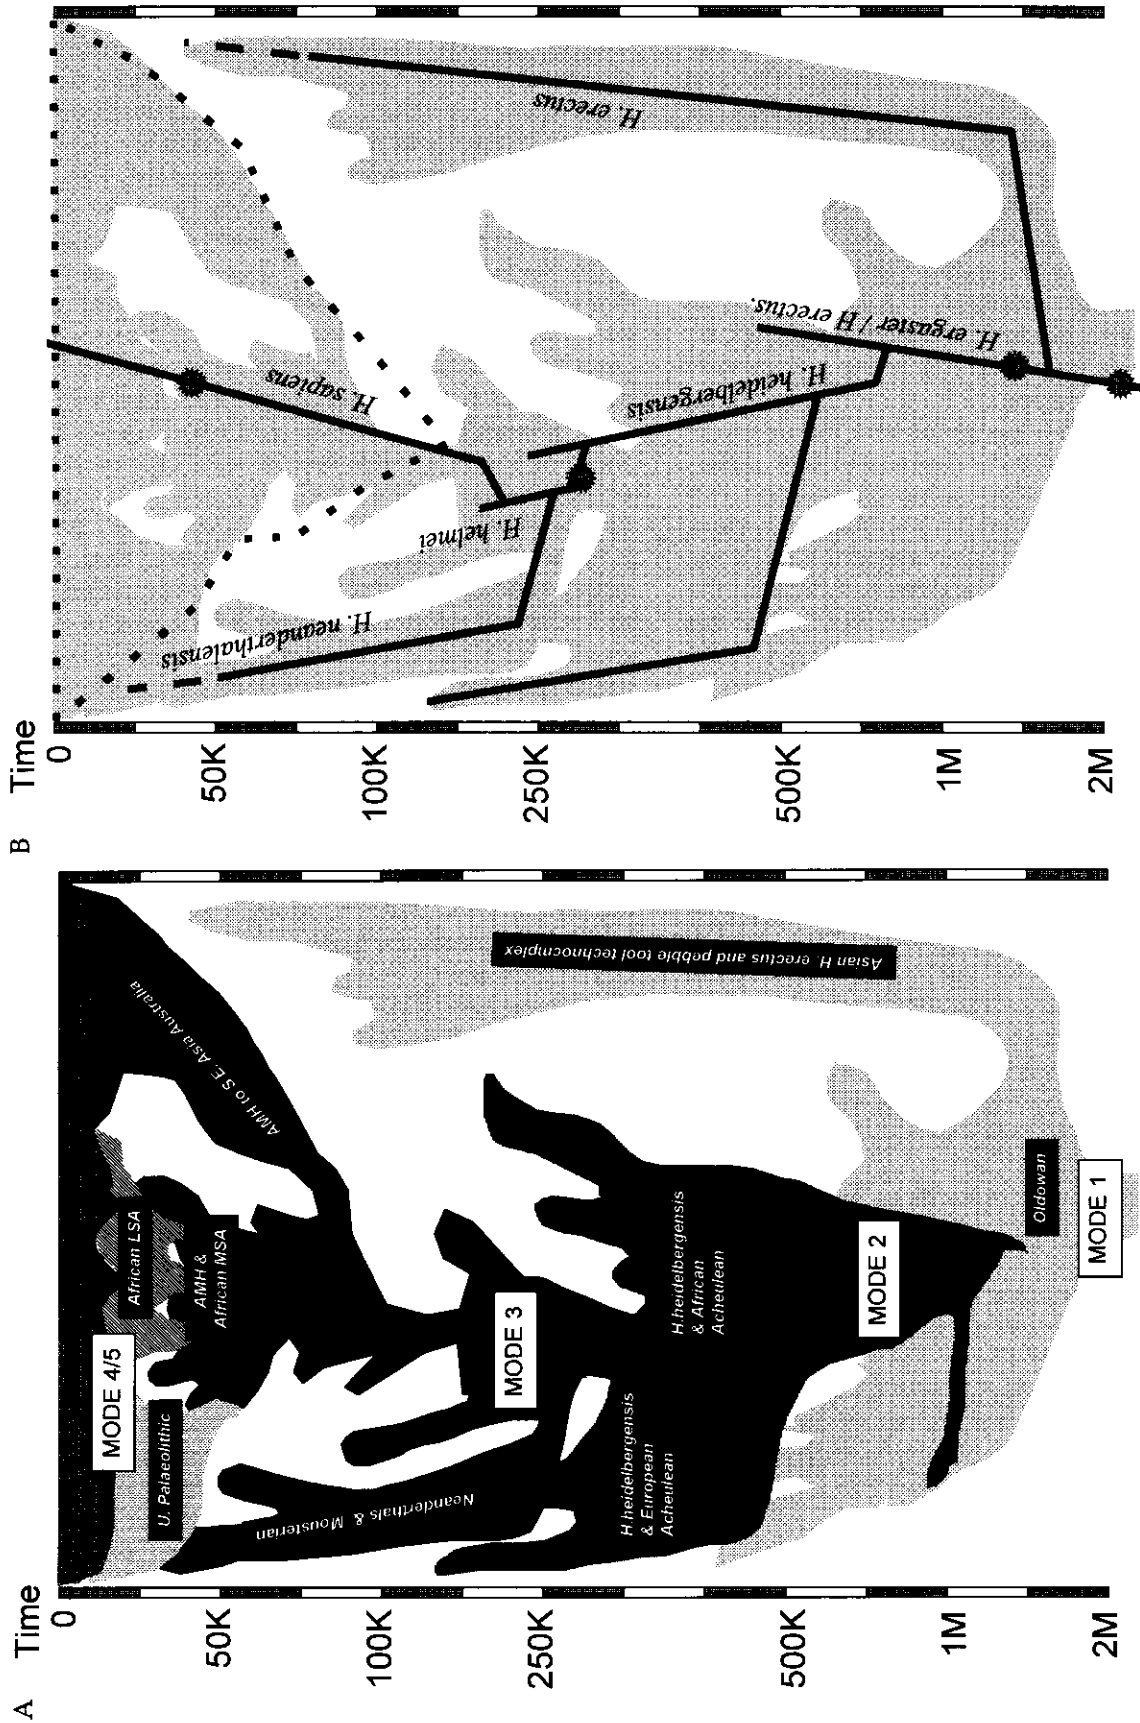 A
Time
0
50K
100K
250K
500K
1M
2M
MODE 4/5
U. Palaeolithic
African LSA
AMH &
African MSA
AMH to S.E. Asia Australia
MODE 3
Neanderthals & Mousterian
H.heidelbergensis
& European
Acheulean
H.heidelbergensis
& African
Acheulean
MODE 2
Asian H. erectus and pebble tool technocmplex
Oldowan
MODE 1
B
Time
0
50K
100K
250K
500K
1M
2M
H. neanderthalensis
H. helmei
H. sapiens
H. heidelbergensis
H. ergaster / H erectus.
H. erectus